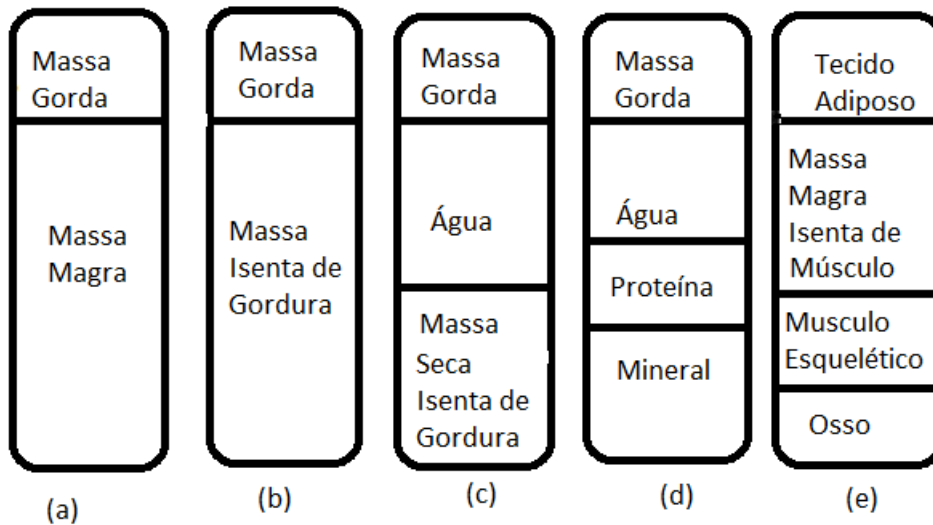 Massa
Gorda
Massa
Magra
(a)
Massa
Gorda
Massa
Isenta de
Gordura
(b)
Massa
Gorda
Água
Massa
Seca
Isenta de
Gordura
(c)
Massa
Gorda
Água
Proteína
Mineral
(d)
Tecido
Adiposo
Massa
Magra
Isenta de
Músculo
Musculo
Esquelético
Osso
(e)